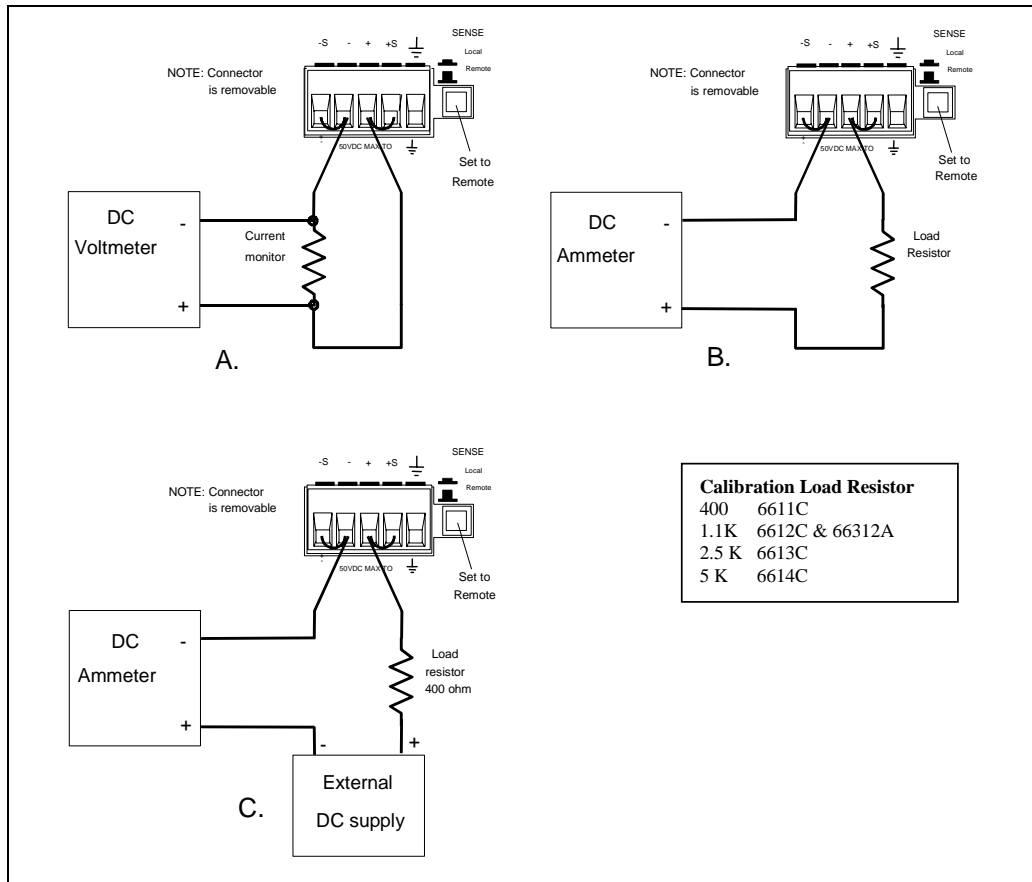 SENSE
-S - + +S
Local
Remote
NOTE: Connector
is removable
50VDC MAX TO
Set to
Remote
DC
Voltmeter
-
+
Current
monitor
A.
SENSE
-S - + +S
Local
Remote
NOTE: Connector
is removable
50VDC MAX TO
Set to
Remote
DC
Ammeter
-
+
Load
Resistor
B.
SENSE
-S - + +S
Local
Remote
NOTE: Connector
is removable
50VDC MAX TO
Set to
Remote
DC
Ammeter
-
+
Load
resistor
400 ohm
- +
External
DC supply
C.
Calibration Load Resistor
400 6611C
1.1K 6612C & 66312A
2.5 K 6613C
5 K 6614C